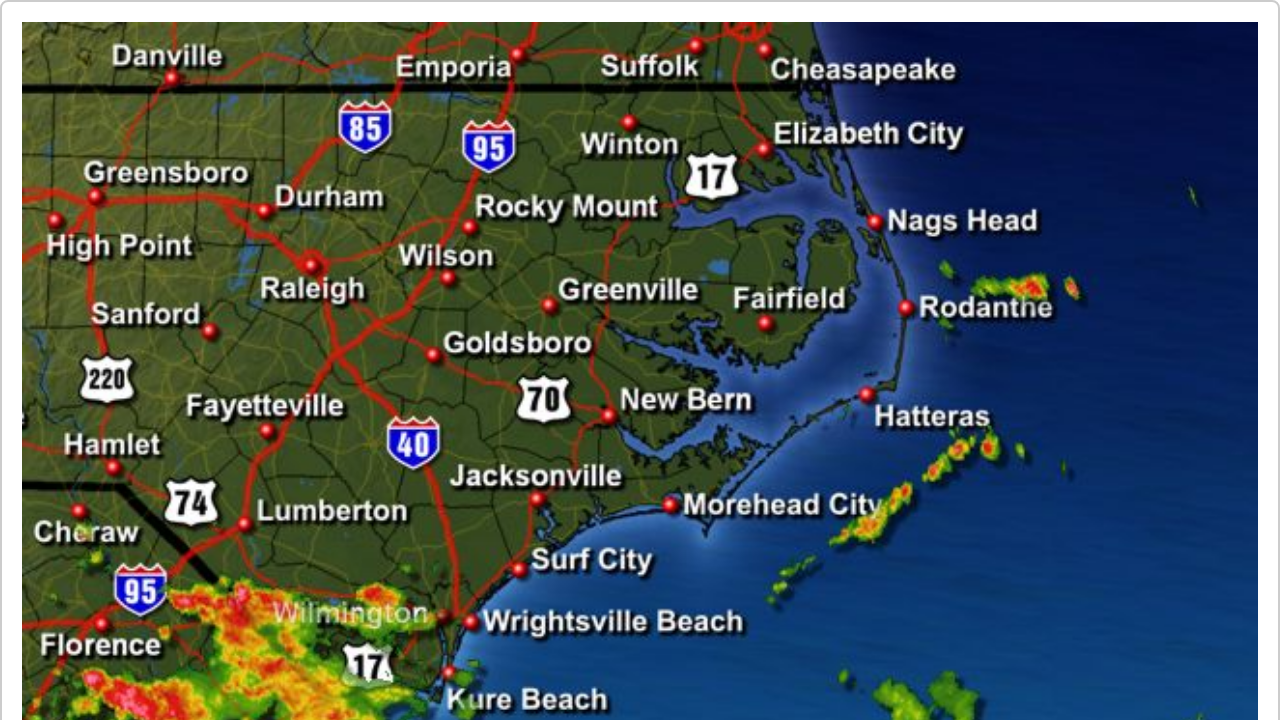 Danville
Emporia
Suffolk
Cheasapeake
85
95
Winton
Elizabeth City
17
Greensboro
Durham
Rocky Mount
Nags Head
High Point
Wilson
Raleigh
Greenville
Fairfield
Rodanthe
Sanford
Goldsboro
220
70
New Bern
Fayetteville
Hatteras
Hamlet
40
Jacksonville
74
Morehead City
Lumberton
Cheraw
Surf City
95
Wilmington
Wrightsville Beach
Florence
17
Kure Beach